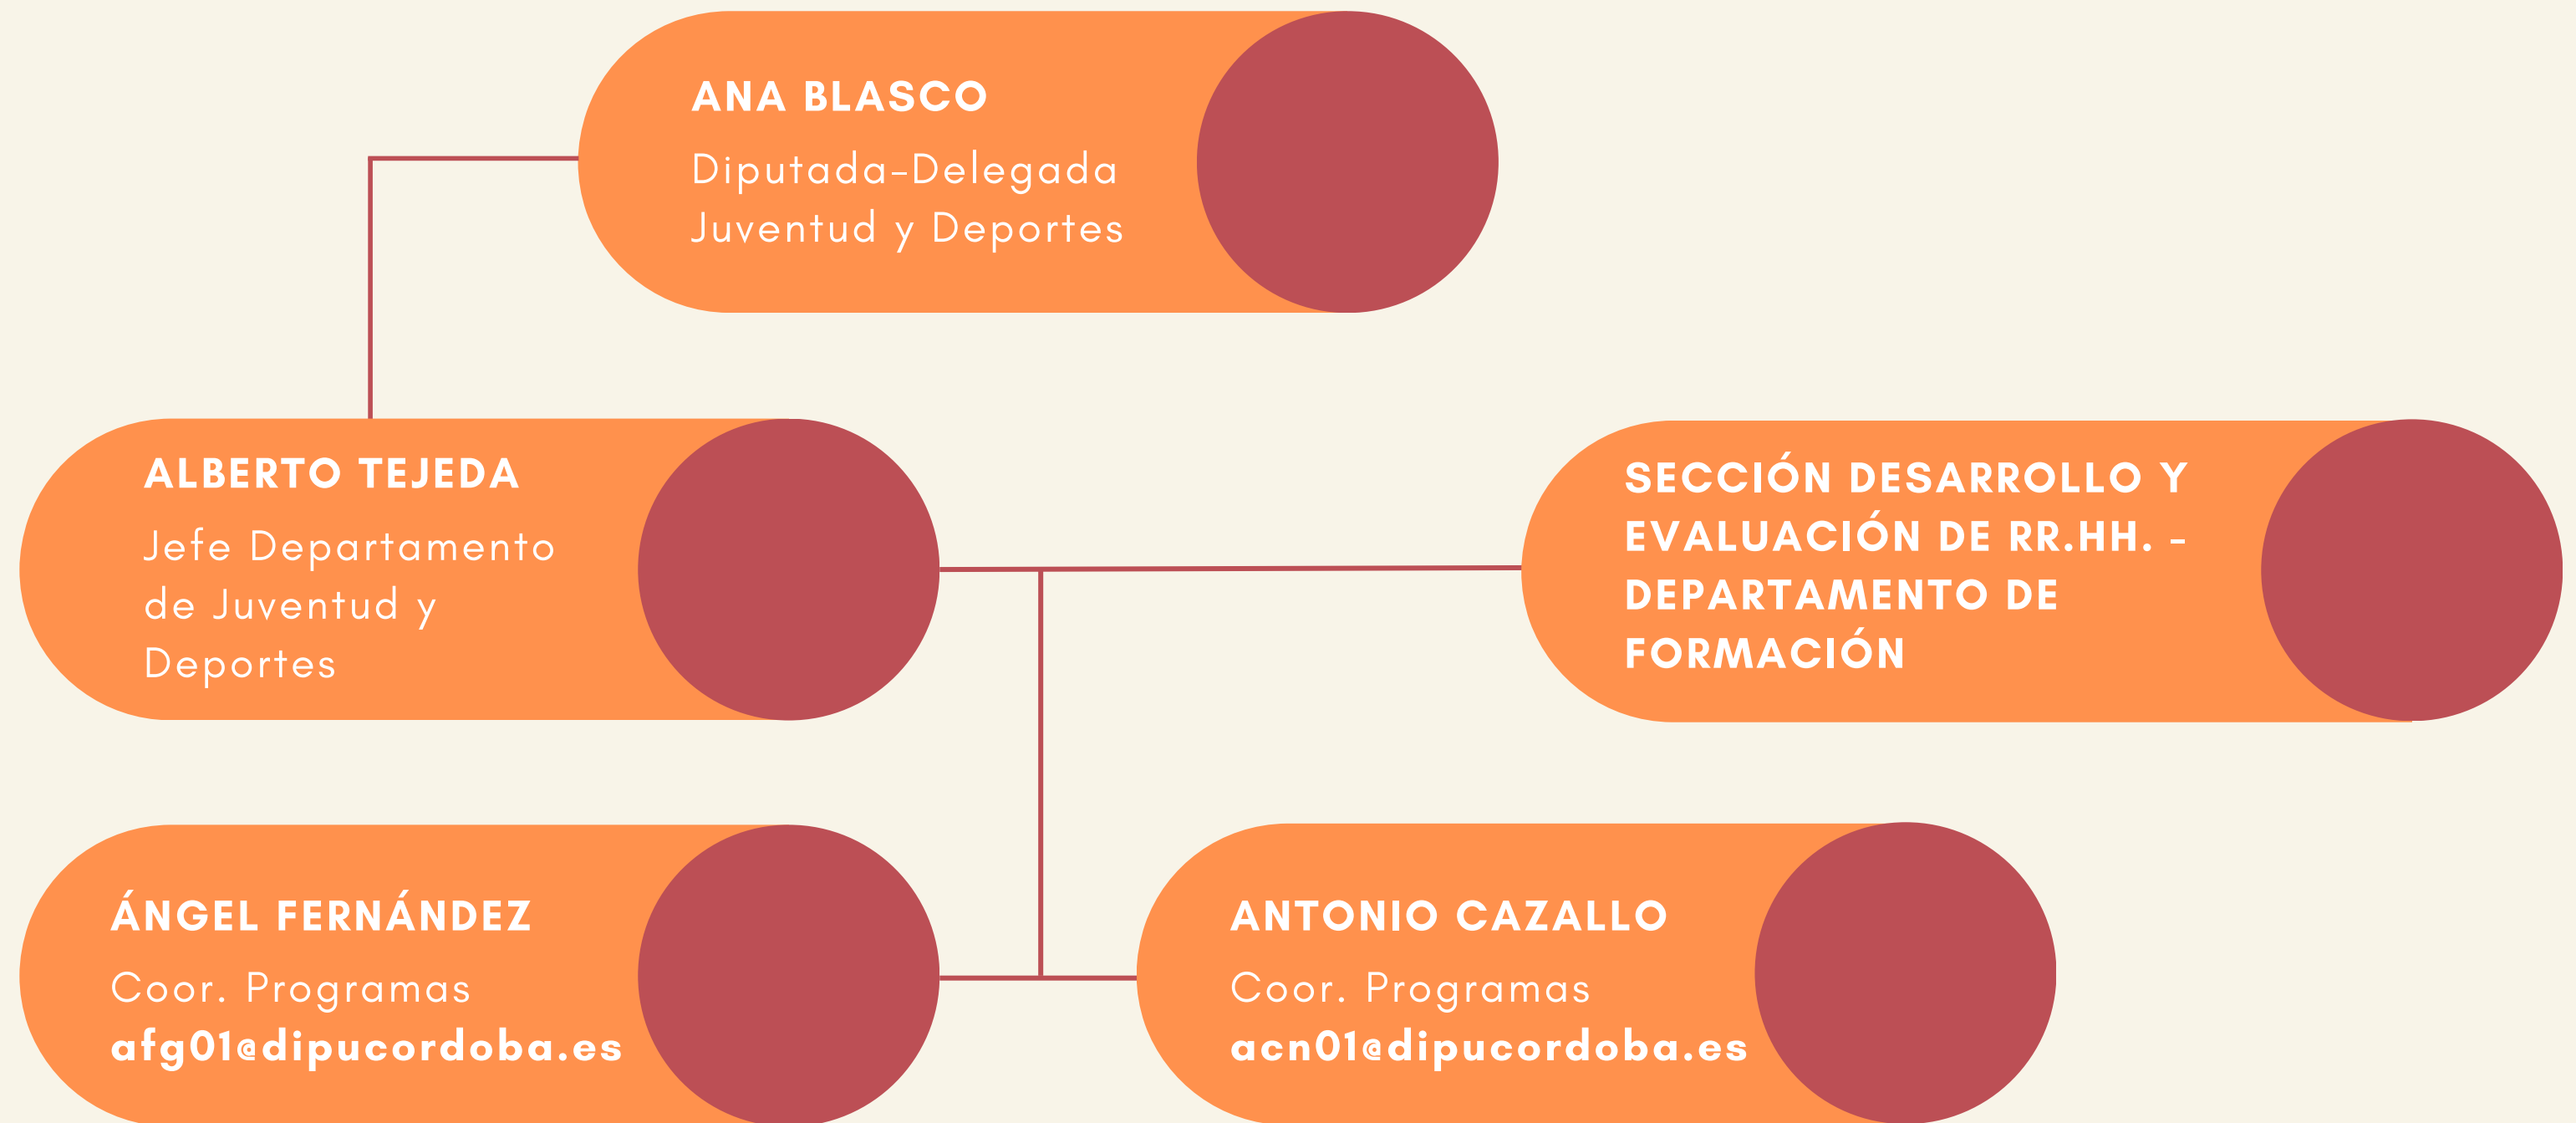 ANA BLASCO
Diputada-Delegada
Juventud y Deportes
ALBERTO TEJEDA
Jefe Departamento
de Juventud y
Deportes
SECCIÓN DESARROLLO Y
EVALUACIÓN DE RR.HH. -
DEPARTAMENTO DE
FORMACIÓN
ÁNGEL FERNÁNDEZ
Coor. Programas
afg01@dipucordoba.es
ANTONIO CAZALLO
Coor. Programas
acn01@dipucordoba.es